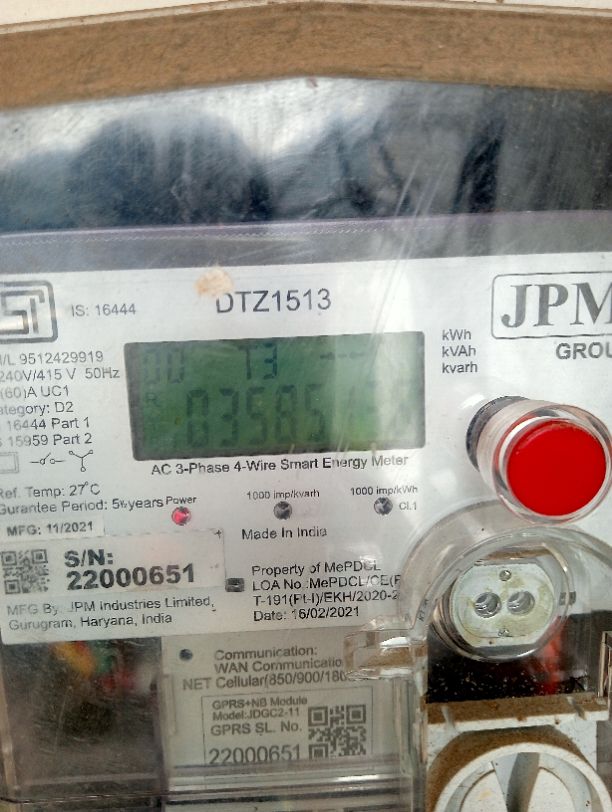 IS: 16444
DTZ1513
JPM
GROU
/L 9512429919
240V/415 V 50Hz
(60)A UC1
ategory: D2
16444 Part 1
15959 Part 2
00 T3
kWh
kVAh
kvarh
AC 3-Phase 4-Wire Smart Energy Meter
Ref. Temp: 27°C
Gurantee Period: 5½years
Power
1000 imp/kvarh
1000 imp/kWh
Cl.1
MFG: 11/2021
Made in India
S/N:
22000651
MFG By. JPM Industries Limited,
Gurugram, Haryana, India
Property of MePDCL
LOA No.:MePDCL/CE(
T-191(Pt-I)/EKH/2020-2
Date: 16/02/2021
Communication:
WAN Communicatio
NET Cellular(850/900/180
GPRS+NB Module
Model:JDGC2-11
GPRS SL. No.
22000651